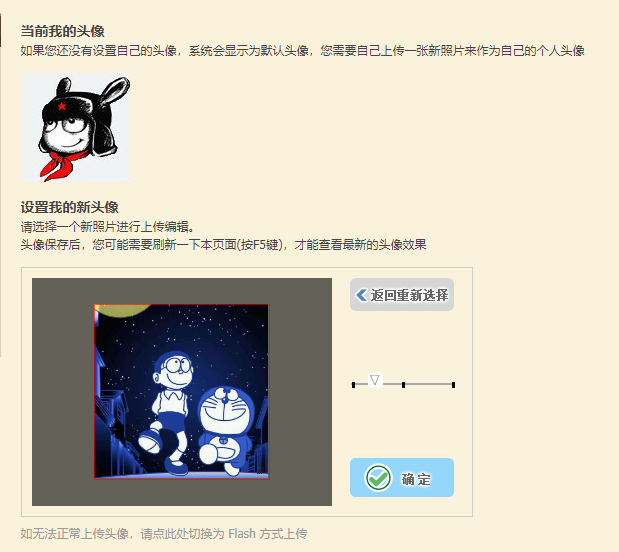 当前我的头像
如果您还没有设置自己的头像，系统会显示为默认头像，您需要自己上传一张新照片来作为自己的个人头像
设置我的新头像
请选择一个新照片进行上传编辑。
头像保存后，您可能需要刷新一下本页面(按F5键)，才能查看最新的头像效果
返回重新选择
确定
如无法正常上传头像，请点此处切换为 Flash 方式上传